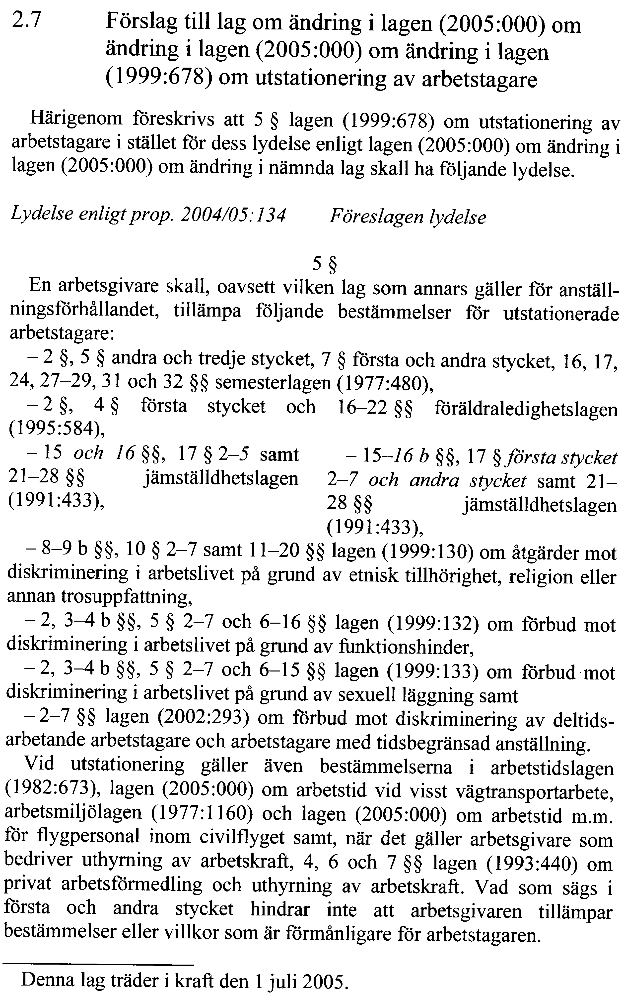 2.7 Förslag till lag om ändring i lagen (2005:000) om
ändring i lagen (2005:000) om ändring i lagen
(1999:678) om utstationering av arbetstagare
Härigenom föreskrivs att 5 § lagen (1999:678) om utstationering av
arbetstagare i stället för dess lydelse enligt lagen (2005:000) om ändring i
lagen (2005:000) om ändring i nämnda lag skall ha följande lydelse.
Lydelse enligt prop. 2004/05:134
Föreslagen lydelse
5 §
En arbetsgivare skall, oavsett vilken lag som annars gäller för anställ-
ningsförhållandet, tillämpa följande bestämmelser för utstationerade
arbetstagare:
– 2 §, 5 § andra och tredje stycket, 7 § första och andra stycket, 16, 17,
24, 27–29, 31 och 32 §§ semesterlagen (1977:480),
– 2 §, 4 § första stycket och 16–22 §§ föräldraledighetslagen
(1995:584),
– 15 och 16 §§, 17 § 2–5 samt
21–28 §§ jämställdhetslagen
(1991:433),
– 15–16 b §§, 17 § första stycket
2–7 och andra stycket samt 21–
28 §§ jämställdhetslagen
(1991:433),
– 8–9 b §§, 10 § 2–7 samt 11–20 §§ lagen (1999:130) om åtgärder mot
diskriminering i arbetslivet på grund av etnisk tillhörighet, religion eller
annan trosuppfattning,
– 2, 3–4 b §§, 5 § 2–7 och 6–16 §§ lagen (1999:132) om förbud mot
diskriminering i arbetslivet på grund av funktionshinder,
– 2, 3–4 b §§, 5 § 2–7 och 6–15 §§ lagen (1999:133) om förbud mot
diskriminering i arbetslivet på grund av sexuell läggning samt
– 2–7 §§ lagen (2002:293) om förbud mot diskriminering av deltids-
arbetande arbetstagare och arbetstagare med tidsbegränsad anställning.
Vid utstationering gäller även bestämmelserna i arbetstidslagen
(1982:673), lagen (2005:000) om arbetstid vid visst vägtransportarbete,
arbetsmiljölagen (1977:1160) och lagen (2005:000) om arbetstid m.m.
för flygpersonal inom civilflyget samt, när det gäller arbetsgivare som
bedriver uthyrning av arbetskraft, 4, 6 och 7 §§ lagen (1993:440) om
privat arbetsförmedling och uthyrning av arbetskraft. Vad som sägs i
första och andra stycket hindrar inte att arbetsgivaren tillämpar
bestämmelser eller villkor som är förmånligare för arbetstagaren.
Denna lag träder i kraft den 1 juli 2005.